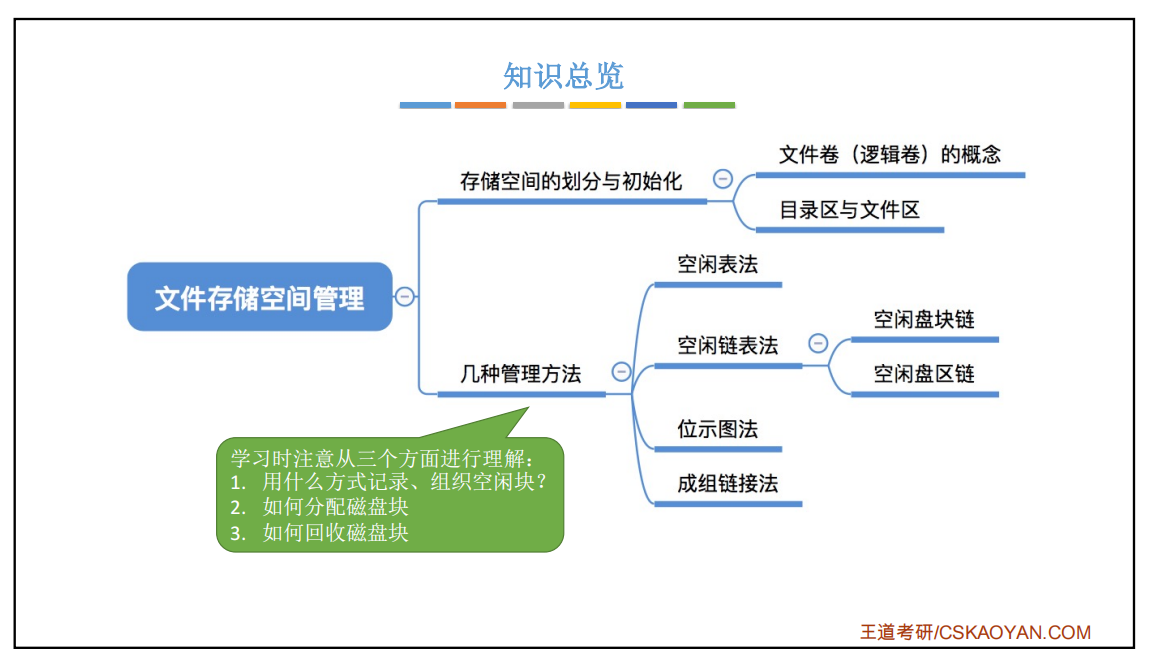 知识总览
文件卷（逻辑卷）的概念
存储空间的划分与初始化
目录区与文件区
文件存储空间管理
空闲表法
空闲盘块链
空闲链表法
空闲盘区链
几种管理方法
位示图法
成组链接法
学习时注意从三个方面进行理解：
1. 用什么方式记录、组织空闲块？
2. 如何分配磁盘块
3. 如何回收磁盘块
王道考研/CSKAOYAN.COM